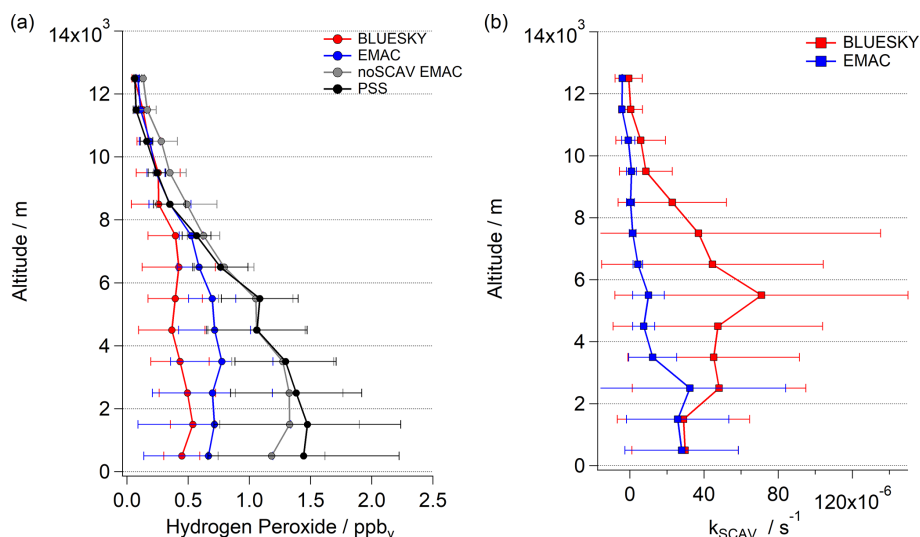 (a)
14x10³
12
10
8
6
4
2
0
Altitude / m
0.0 0.5 1.0 1.5 2.0 2.5
Hydrogen Peroxide / ppbv
BLUESKY
EMAC
noSCAV EMAC
PSS
(b)
14x10³
12
10
8
6
4
2
0
Altitude / m
0 40 80 120x10⁻⁶
kSCAV / s⁻¹
BLUESKY
EMAC